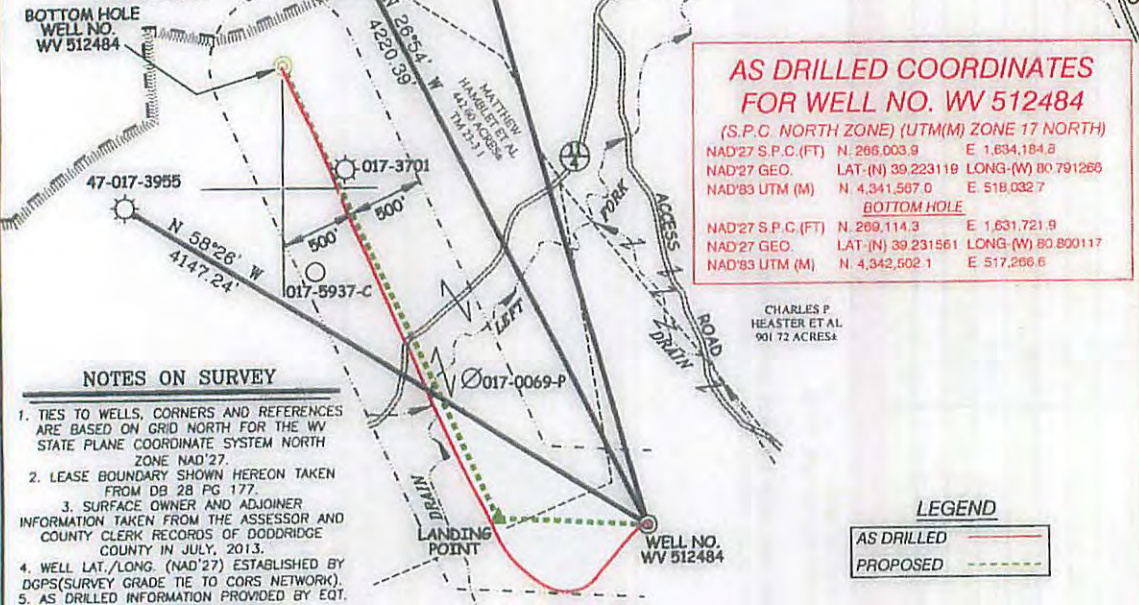 BOTTOM HOLE
WELL NO.
WV 512484
N 26°54' W
4220.39'
MATTHEW
HAMBLET ET AL
442.60 ACRES±
TM 23-3.1
11
4
017-3701
47-017-3955
500'
500'
N 58°26' W
4147.24'
017-5937-C
FORK
LEFT
ACCESS
ROAD
DRAIN
Ø017-0069-P
CHARLES P
HEASTER ET AL
901.72 ACRES±
AS DRILLED COORDINATES
FOR WELL NO. WV 512484
(S.P.C. NORTH ZONE) (UTM(M) ZONE 17 NORTH)
NAD'27 S.P.C.(FT) N. 266,003.9 E 1,634,184.8
NAD'27 GEO. LAT-(N) 39.223119 LONG-(W) 80.791266
NAD'83 UTM (M) N. 4,341,567.0 E. 518,032.7
BOTTOM HOLE
NAD'27 S.P.C.(FT) N. 269,114.3 E 1,631,721.9
NAD'27 GEO. LAT-(N) 39.231561 LONG-(W) 80.800117
NAD'83 UTM (M) N. 4,342,502.1 E. 517,266.6
NOTES ON SURVEY
1. TIES TO WELLS, CORNERS AND REFERENCES
ARE BASED ON GRID NORTH FOR THE WV
STATE PLANE COORDINATE SYSTEM NORTH
ZONE NAD'27.
2. LEASE BOUNDARY SHOWN HEREON TAKEN
FROM DB 28 PG 177.
3. SURFACE OWNER AND ADJOINER
INFORMATION TAKEN FROM THE ASSESSOR AND
COUNTY CLERK RECORDS OF DODDRIDGE
COUNTY IN JULY, 2013.
4. WELL LAT./LONG. (NAD'27) ESTABLISHED BY
DGPS(SURVEY GRADE TIE TO CORS NETWORK).
5. AS DRILLED INFORMATION PROVIDED BY EQT.
DRAIN
LANDING
POINT
WELL NO.
WV 512484
LEGEND
AS DRILLED
PROPOSED